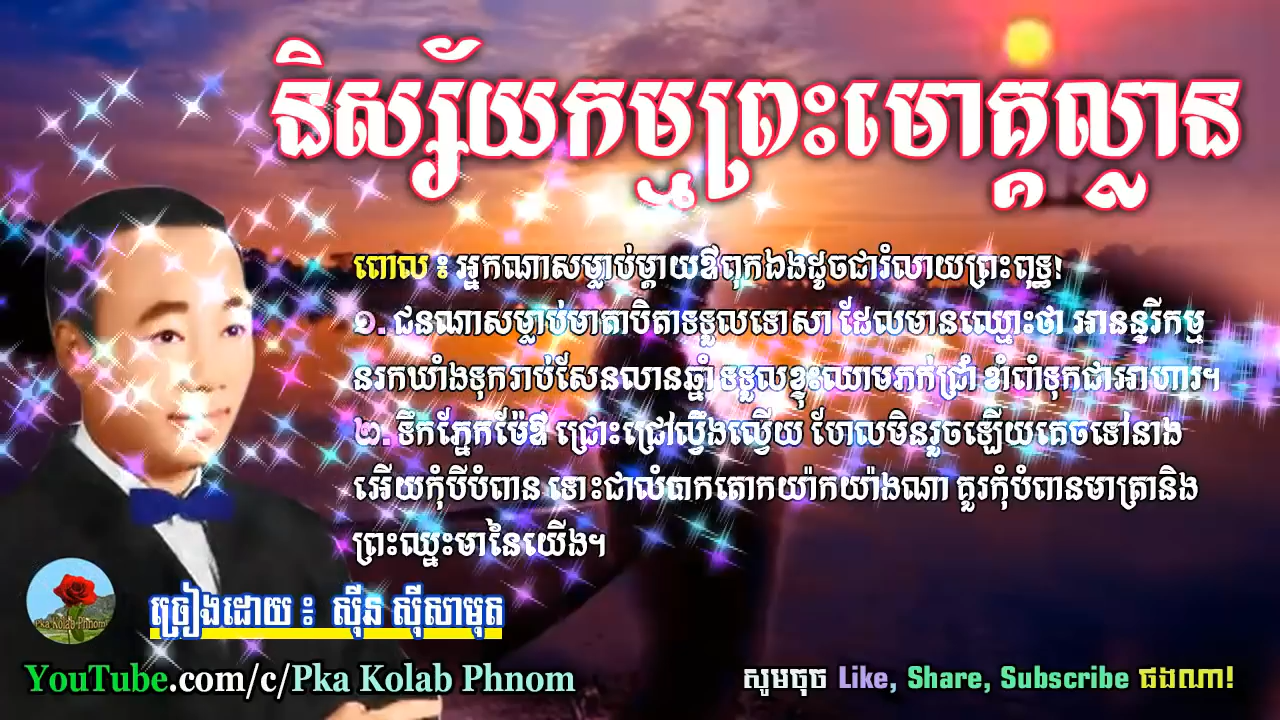 និស្ស័យកម្មព្រះមោគ្គល្លាន
ពោល ៖ អ្នកណាសម្លាប់ម្តាយឪពុកឯងដូចជារំលាយព្រះពុទ្ធ!
១. ជនណាសម្លាប់មាតាបិតាទទួលទោសា ដែលមានឈ្មោះថា អានន្ទរីកម្ម
នរកឃាំងទុករាប់សែនលានឆ្នាំ ទទួលខ្ទុះឈាមភក់ជ្រាំ ខាំពាំទុកជាអាហារ។
២. ទឹកភ្នែកម៉ែឪ ជ្រោះជ្រៅល្វឹងល្វើយ ហែលមិនរួចឡើយគេចទៅនាង
អើយកុំបីបំពាន ទោះជាលំបាកតោកយ៉ាកយ៉ាងណា គួរកុំបំពានមាត្រានិង
ព្រះឈ្នះមានៃយើង។
ច្រៀងដោយ ៖ ស៊ីន ស៊ីសាមុត
Pka Kolab Phnom
YouTube.com/c/Pka Kolab Phnom
សូមចុច Like, Share, Subscribe ផងណា!